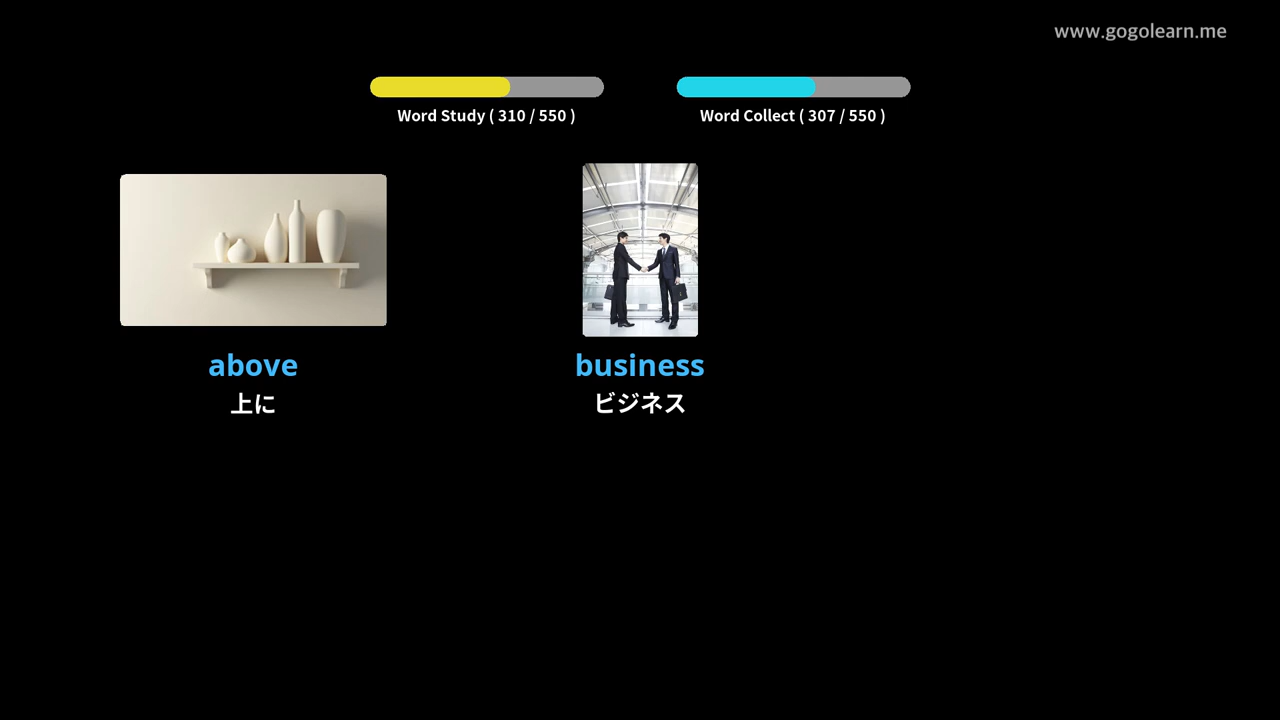 www.gogolearn.me
Word Study ( 310 / 550 )
Word Collect ( 307 / 550 )
above
上に
business
ビジネス